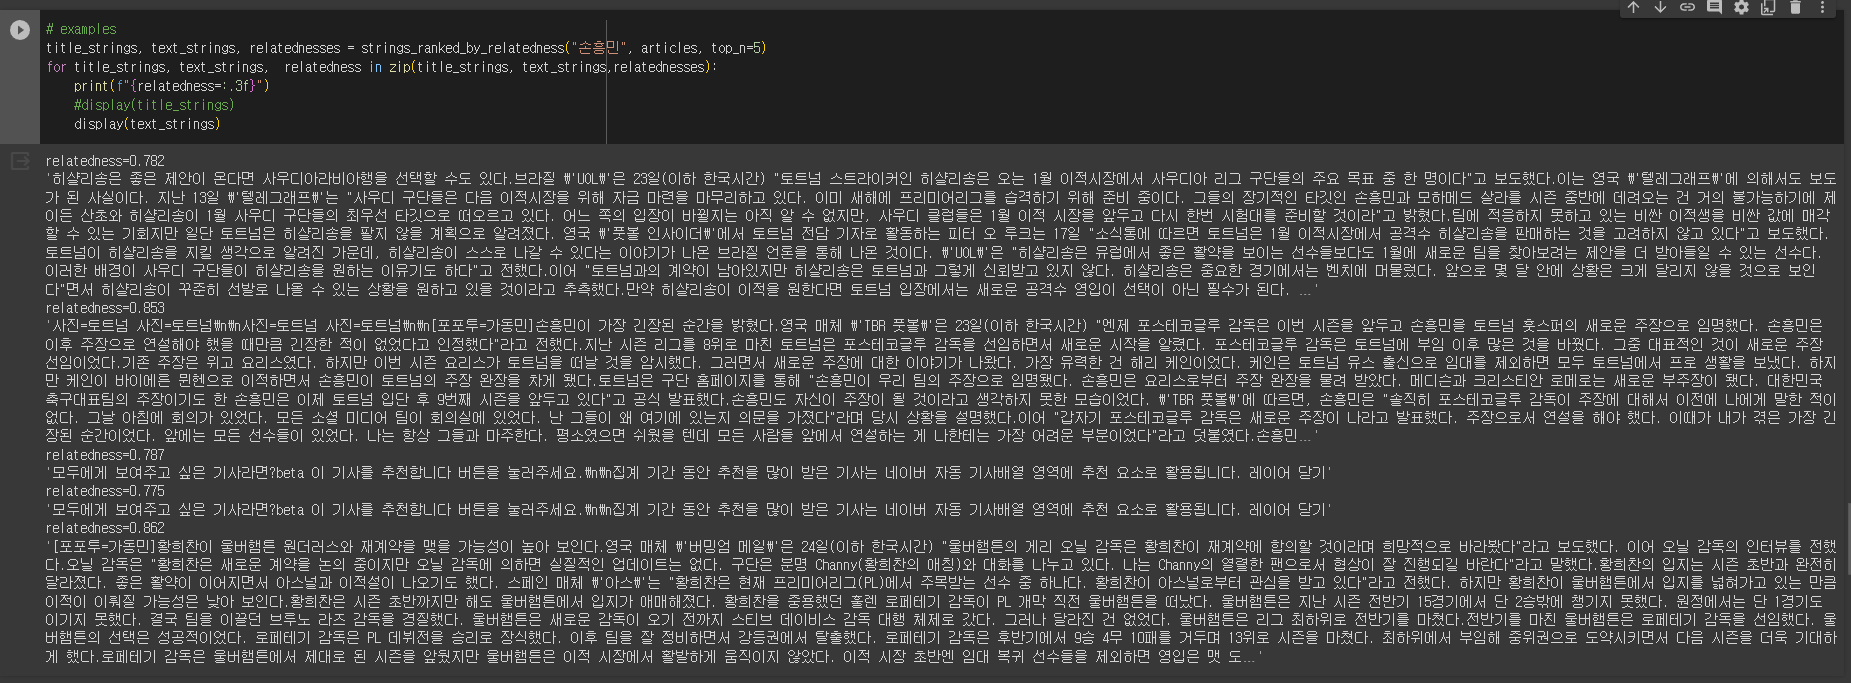 # examples
title_strings, text_strings, relatednesses = strings_ranked_by_relatedness("손흥민", articles, top_n=5)
for title_strings, text_strings,  relatedness in zip(title_strings, text_strings,relatednesses):
    print(f"{relatedness=:.3f}")
    #display(title_strings)
    display(text_strings)
relatedness=0.782
'히샬리송은 좋은 제안이 온다면 사우디아라비아행을 선택할 수도 있다.브라질 \'UOL\'은 23일(이하 한국시간) "토트넘 스트라이커인 히샬리송은 오는 1월 이적시장에서 사우디아 리그 구단들의 주요 목표 중 한 명이다"고 보도했다.이는 영국 \'텔레그래프\'에 의해서도 보도
가 된 사실이다. 지난 13일 \'텔레그래프\'는 "사우디 구단들은 다음 이적시장을 위해 자금 마련을 마무리하고 있다. 이미 새해에 프리미어리그를 습격하기 위해 준비 중이다. 그들의 장기적인 타깃인 손흥민과 모하메드 살라를 시즌 중반에 데려오는 건 거의 불가능하기에 제
이든 산초와 히샬리송이 1월 사우디 구단들의 최우선 타깃으로 떠오르고 있다. 어느 쪽의 입장이 바뀔지는 아직 알 수 없지만, 사우디 클럽들은 1월 이적 시장을 앞두고 다시 한번 시험대를 준비할 것이라"고 밝혔다.팀에 적응하지 못하고 있는 비싼 이적생을 비싼 값에 매각
할 수 있는 기회지만 일단 토트넘은 히샬리송을 팔지 않을 계획으로 알려졌다. 영국 \'풋볼 인사이더\'에서 토트넘 전담 기자로 활동하는 피터 오 루크는 17일 "소식통에 따르면 토트넘은 1월 이적시장에서 공격수 히샬리송을 판매하는 것을 고려하지 않고 있다"고 보도했다.
토트넘이 히샬리송을 지킬 생각으로 알려진 가운데, 히샬리송이 스스로 나갈 수 있다는 이야기가 나온 브라질 언론을 통해 나온 것이다. \'UOL\'은 "히샬리송은 유럽에서 좋은 활약을 보이는 선수들보다도 1월에 새로운 팀을 찾아보려는 제안을 더 받아들일 수 있는 선수다.
이러한 배경이 사우디 구단들이 히샬리송을 원하는 이유기도 하다"고 전했다.이어 "토트넘과의 계약이 남아있지만 히샬리송은 토트넘과 그렇게 신뢰받고 있지 않다. 히샬리송은 중요한 경기에서는 벤치에 머물렀다. 앞으로 몇 달 안에 상황은 크게 달리지 않을 것으로 보인
다"면서 히샬리송이 꾸준히 선발로 나올 수 있는 상황을 원하고 있을 것이라고 추측했다.만약 히샬리송이 이적을 원한다면 토트넘 입장에서는 새로운 공격수 영입이 선택이 아닌 필수가 된다. ...'
relatedness=0.853
'사진=토트넘 사진=토트넘\n\n사진=토트넘 사진=토트넘\n\n[포포투=가동민]손흥민이 가장 긴장된 순간을 밝혔다.영국 매체 \'TBR 풋볼\'은 23일(이하 한국시간) "엔제 포스테코글루 감독은 이번 시즌을 앞두고 손흥민을 토트넘 홋스퍼의 새로운 주장으로 임명했다. 손흥민은
이후 주장으로 연설해야 했을 때만큼 긴장한 적이 없었다고 인정했다"라고 전했다.지난 시즌 리그를 8위로 마친 토트넘은 포스테코글루 감독을 선임하면서 새로운 시작을 알렸다. 포스테코글루 감독은 토트넘에 부임 이후 많은 것을 바꿨다. 그중 대표적인 것이 새로운 주장
선임이었다.기존 주장은 위고 요리스였다. 하지만 이번 시즌 요리스가 토트넘을 떠날 것을 암시했다. 그러면서 새로운 주장에 대한 이야기가 나왔다. 가장 유력한 건 해리 케인이었다. 케인은 토트넘 유스 출신으로 임대를 제외하면 모두 토트넘에서 프로 생활을 보냈다. 하지
만 케인이 바이에른 뮌헨으로 이적하면서 손흥민이 토트넘의 주장 완장을 차게 됐다.토트넘은 구단 홈페이지를 통해 "손흥민이 우리 팀의 주장으로 임명됐다. 손흥민은 요리스로부터 주장 완장을 물려 받았다. 메디슨과 크리스티안 로메로는 새로운 부주장이 됐다. 대한민국
축구대표팀의 주장이기도 한 손흥민은 이제 토트넘 입단 후 9번째 시즌을 앞두고 있다"고 공식 발표했다.손흥민도 자신이 주장이 될 것이라고 생각하지 못한 모습이었다. \'TBR 풋볼\'에 따르면, 손흥민은 "솔직히 포스테코글루 감독이 주장에 대해서 이전에 나에게 말한 적이
없다. 그날 아침에 회의가 있었다. 모든 소셜 미디어 팀이 회의실에 있었다. 난 그들이 왜 여기에 있는지 의문을 가졌다"라며 당시 상황을 설명했다.이어 "갑자기 포스테코글루 감독은 새로운 주장이 나라고 발표했다. 주장으로서 연설을 해야 했다. 이때가 내가 겪은 가장 긴
장된 순간이었다. 앞에는 모든 선수들이 있었다. 나는 항상 그들과 마주한다. 평소였으면 쉬웠을 텐데 모든 사람들 앞에서 연설하는 게 나한테는 가장 어려운 부분이었다"라고 덧붙였다.손흥민...'
relatedness=0.787
'모두에게 보여주고 싶은 기사라면?beta 이 기사를 추천합니다 버튼을 눌러주세요.\n\n집계 기간 동안 추천을 많이 받은 기사는 네이버 자동 기사배열 영역에 추천 요소로 활용됩니다. 레이어 닫기'
relatedness=0.775
'모두에게 보여주고 싶은 기사라면?beta 이 기사를 추천합니다 버튼을 눌러주세요.\n\n집계 기간 동안 추천을 많이 받은 기사는 네이버 자동 기사배열 영역에 추천 요소로 활용됩니다. 레이어 닫기'
relatedness=0.862
'[포포투=가동민]황희찬이 울버햄튼 원더러스와 재계약을 맺을 가능성이 높아 보인다.영국 매체 \'버밍엄 메일\'은 24일(이하 한국시간) "울버햄튼의 게리 오닐 감독은 황희찬이 재계약에 합의할 것이라며 희망적으로 바라봤다"라고 보도했다. 이어 오닐 감독의 인터뷰를 전했
다.오닐 감독은 "황희찬은 새로운 계약을 논의 중이지만 오닐 감독에 의하면 실질적인 업데이트는 없다. 구단은 분명 Channy(황희찬의 애칭)와 대화를 나누고 있다. 나는 Channy의 열렬한 팬으로서 협상이 잘 진행되길 바란다"라고 말했다.황희찬의 입지는 시즌 초반과 완전히
달라졌다. 좋은 활약이 이어지면서 아스널과 이적설이 나오기도 했다. 스페인 매체 \'아스\'는 "황희찬은 현재 프리미어리그(PL)에서 주목받는 선수 중 하나다. 황희찬이 아스널로부터 관심을 받고 있다"라고 전했다. 하지만 황희찬이 울버햄튼에서 입지를 넓혀가고 있는 만큼
이적이 이뤄질 가능성은 낮아 보인다.황희찬은 시즌 초반까지만 해도 울버햄튼에서 입지가 애매해졌다. 황희찬을 중용했던 훌렌 로페테기 감독이 PL 개막 직전 울버햄튼을 떠났다. 울버햄튼은 지난 시즌 전반기 15경기에서 단 2승밖에 챙기지 못했다. 원정에서는 단 1경기도
이기지 못했다. 결국 팀을 이끌던 브루노 라즈 감독을 경질했다. 울버햄튼은 새로운 감독이 오기 전까지 스티브 데이비스 감독 대행 체제로 갔다. 그러나 달라진 건 없었다. 울버햄튼은 리그 최하위로 전반기를 마쳤다.전반기를 마친 울버햄튼은 로페테기 감독을 선임했다. 울
버햄튼의 선택은 성공적이었다. 로페테기 감독은 PL 데뷔전을 승리로 장식했다. 이후 팀을 잘 정비하면서 강등권에서 탈출했다. 로페테기 감독은 후반기에서 9승 4무 10패를 거두며 13위로 시즌을 마쳤다. 최하위에서 부임해 중위권으로 도약시키면서 다음 시즌을 더욱 기대하
게 했다.로페테기 감독은 울버햄튼에서 제대로 된 시즌을 앞뒀지만 울버햄튼은 이적 시장에서 활발하게 움직이지 않았다. 이적 시장 초반엔 임대 복귀 선수들을 제외하면 영입은 맷 도...'